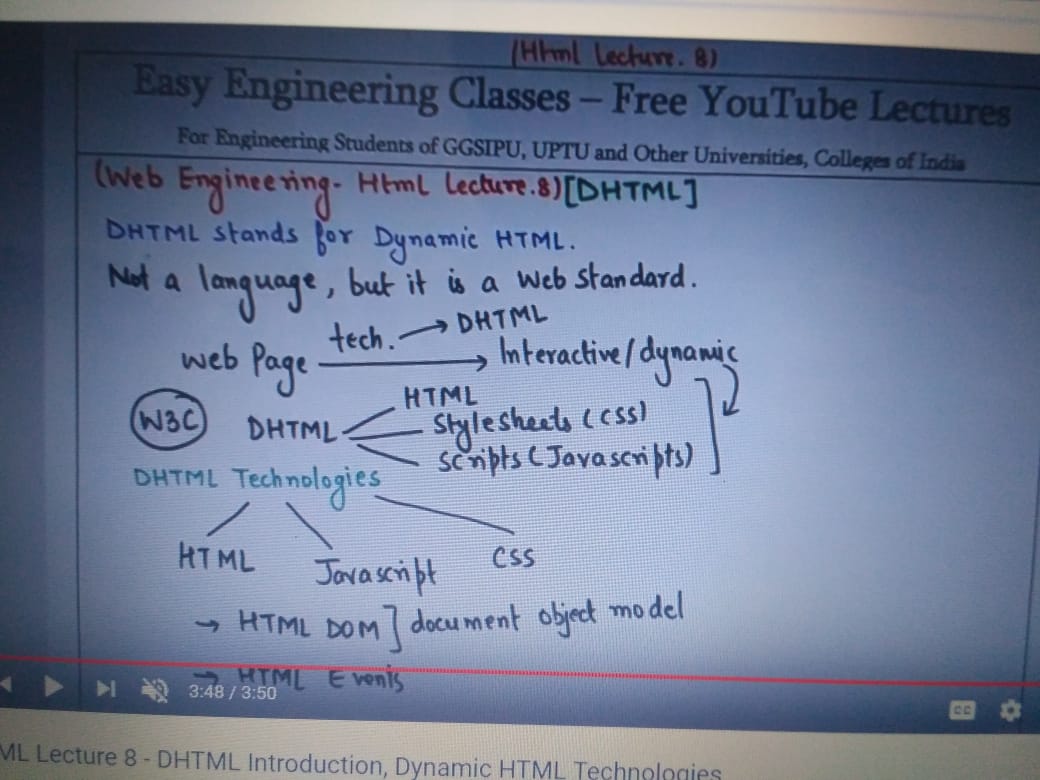 (Html Lecture. 8)
Easy Engineering Classes – Free YouTube Lectures
For Engineering Students of GGSIPU, UPTU and Other Universities, Colleges of India
(Web Engineering- Html Lecture.8)[DHTML]
DHTML stands for Dynamic HTML.
Not a language, but it is a Web Standard.
tech. → DHTML
web Page → Interactive/dynamic
HTML
W3C DHTML Stylesheets (CSS)
Scripts (Javascripts)
DHTML Technologies
HTML Javascript CSS
→ HTML DOM ] document object model
→ HTML Events
3:48 / 3:50
CC
ML Lecture 8 - DHTML Introduction, Dynamic HTML Technologies